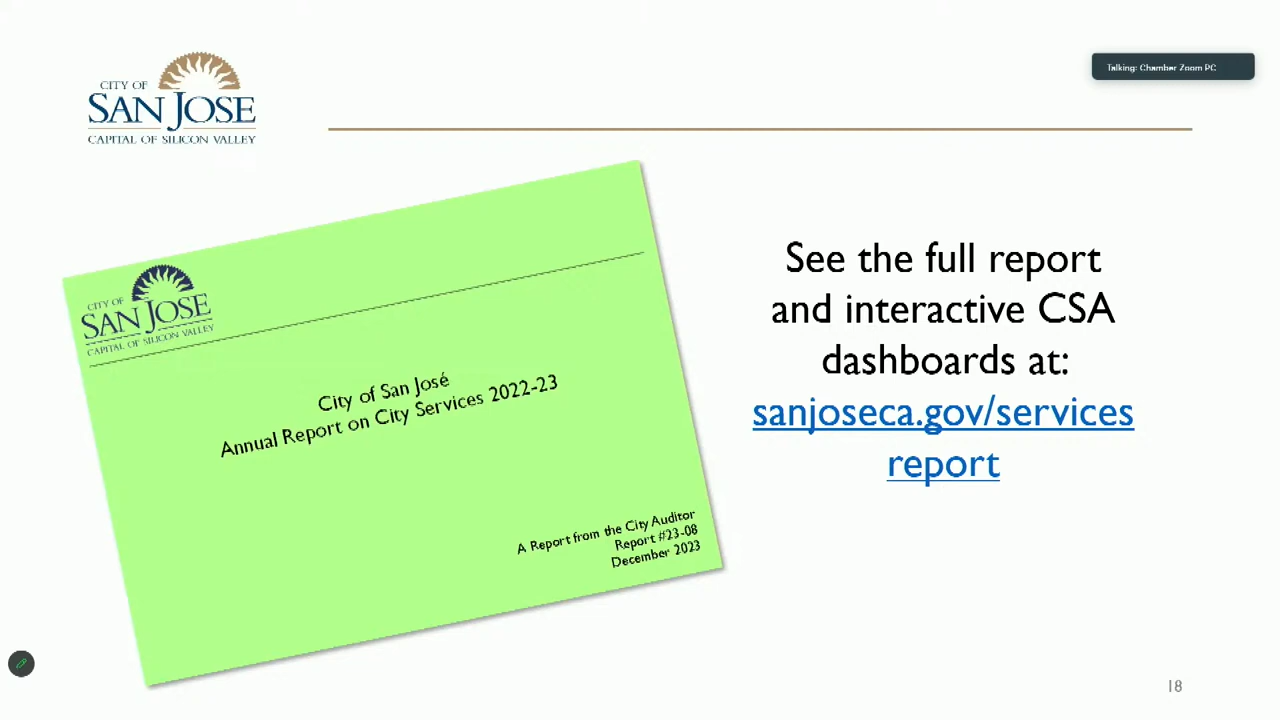 CITY OF
SAN JOSE
CAPITAL OF SILICON VALLEY
Talking: Chamber Zoom PC
CITY OF
SAN JOSE
CAPITAL OF SILICON VALLEY
City of San José
Annual Report on City Services 2022-23
A Report from the City Auditor
Report #23-08
December 2023
See the full report
and interactive CSA
dashboards at:
sanjoseca.gov/services
report
18